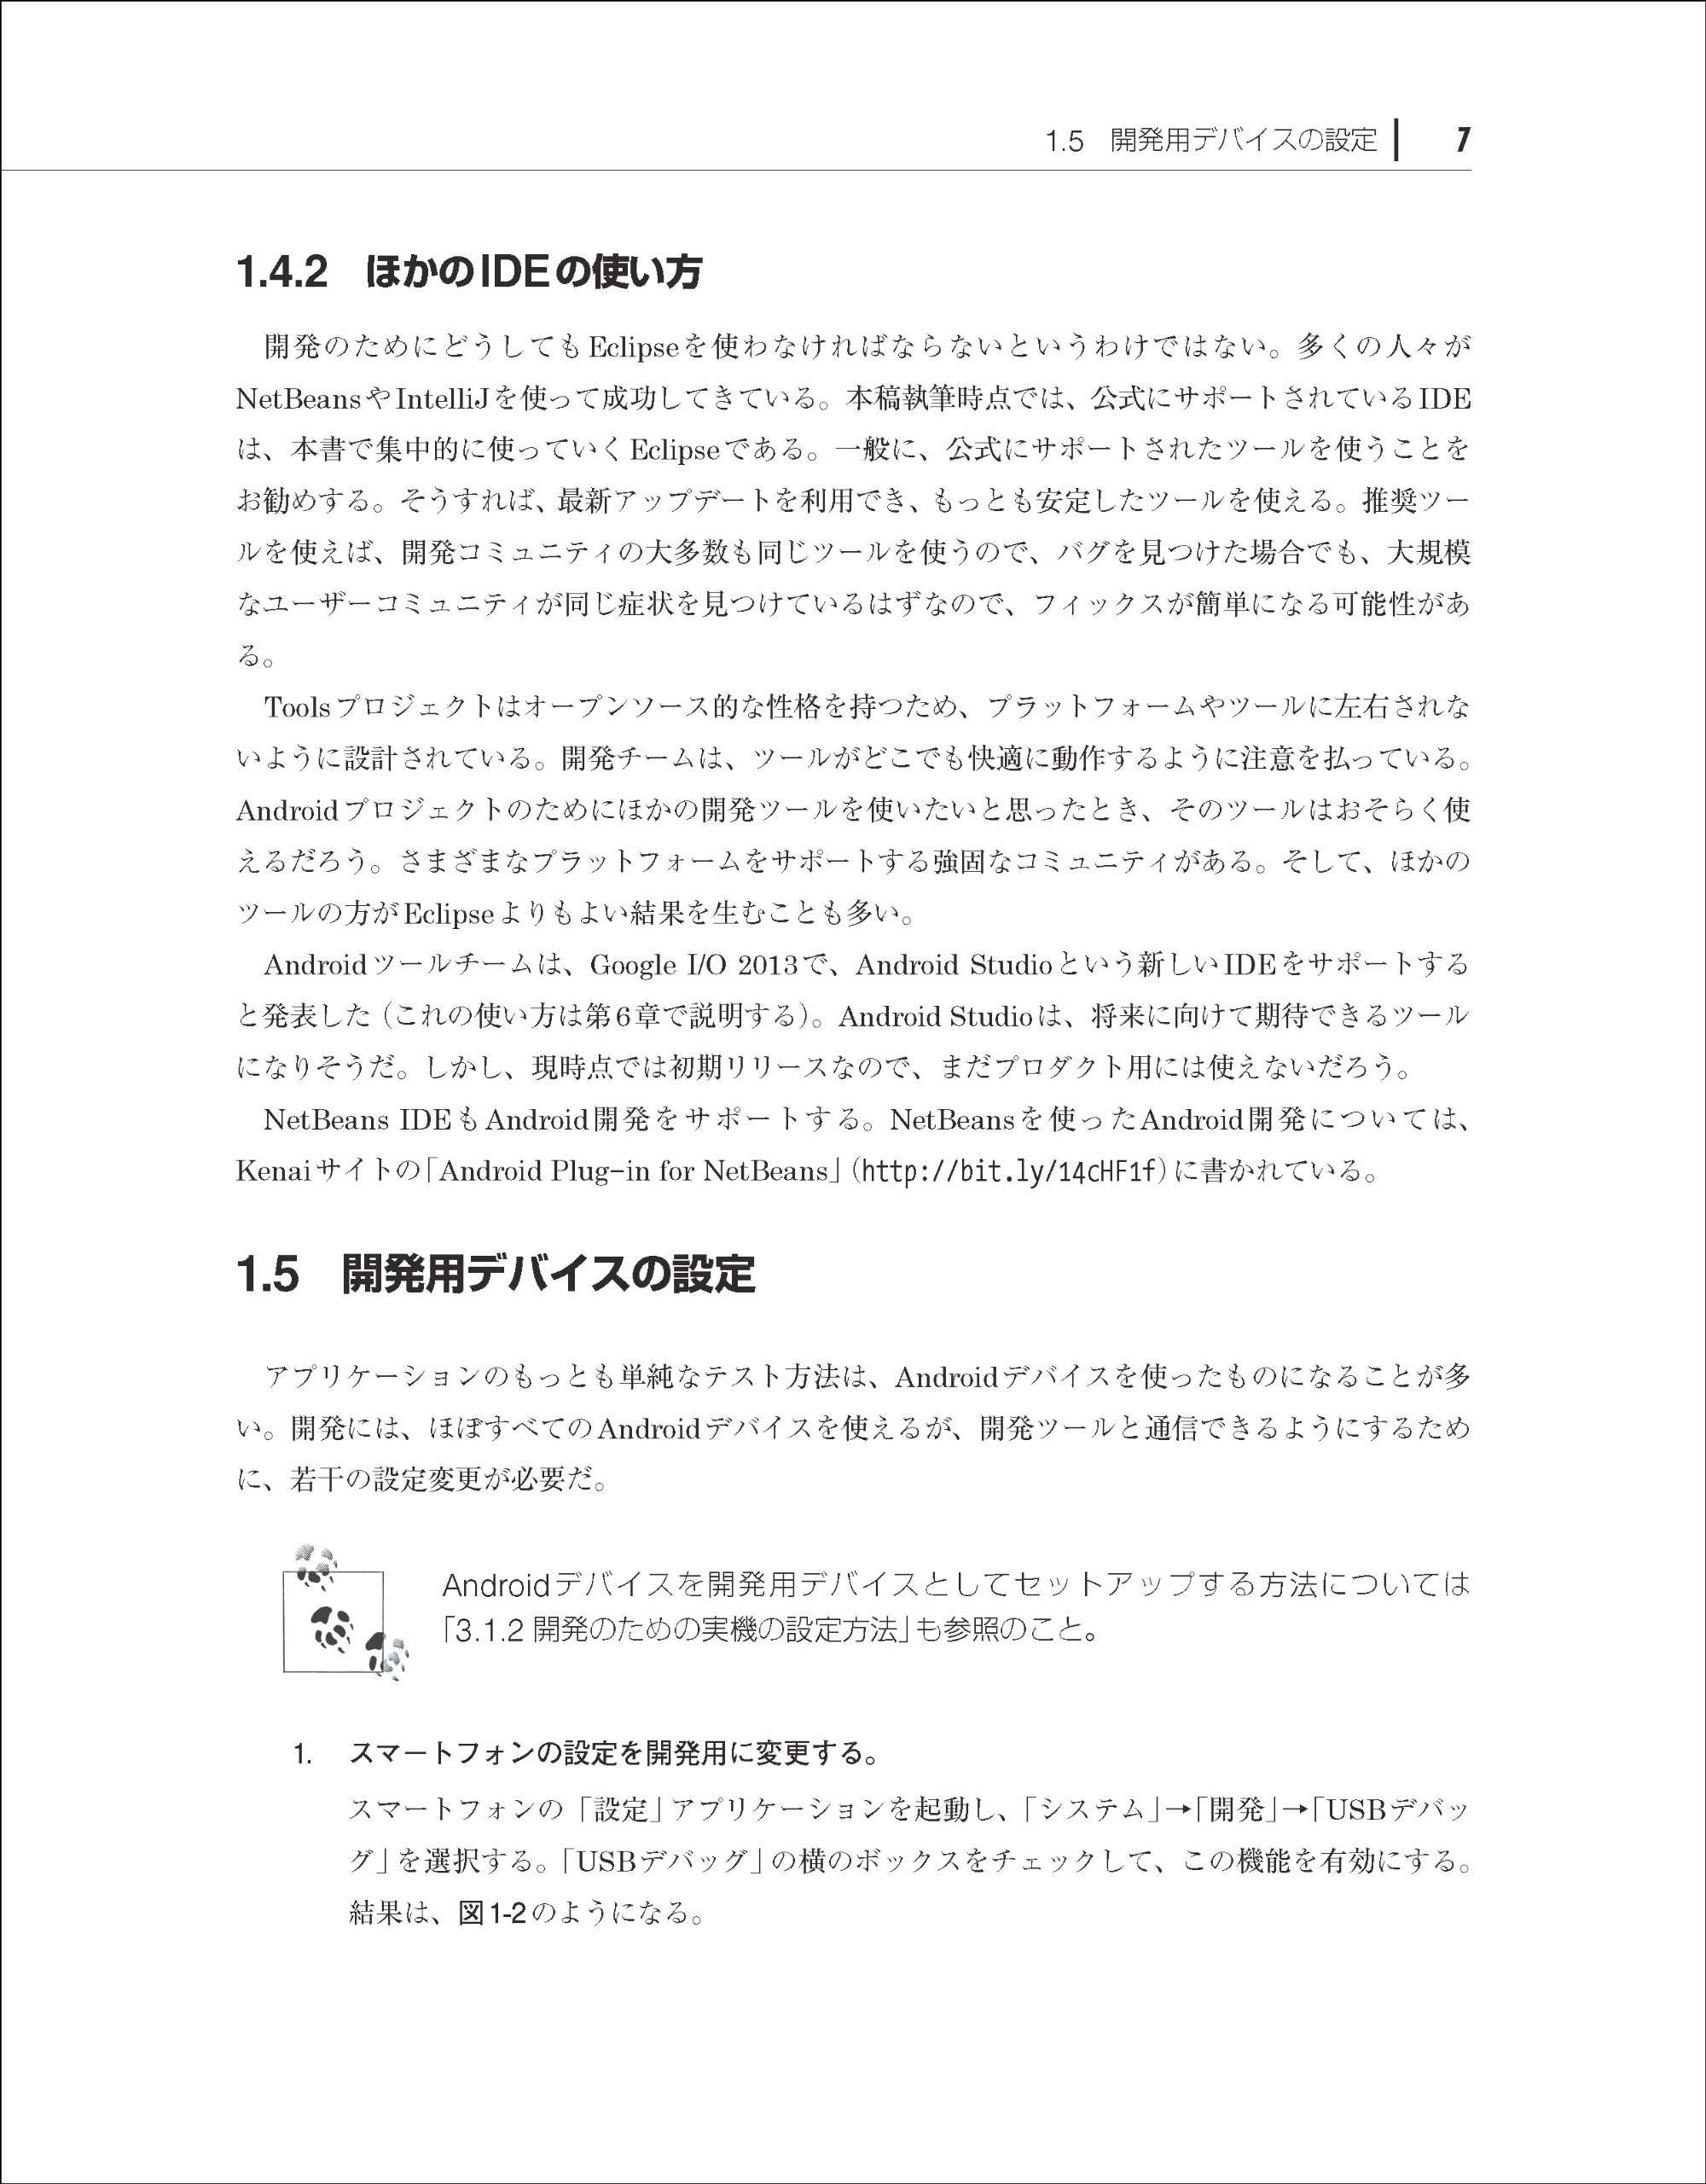 1.5 開発用デバイスの設定 7
1.4.2 ほかのIDEの使い方
開発のためにどうしてもEclipseを使わなければならないというわけではない。多くの人々が
NetBeansやIntelliJを使って成功してきている。本稿執筆時点では、公式にサポートされているIDE
は、本書で集中的に使っていくEclipseである。一般に、公式にサポートされたツールを使うことを
お勧めする。そうすれば、最新アップデートを利用でき、もっとも安定したツールを使える。推奨ツー
ルを使えば、開発コミュニティの大多数も同じツールを使うので、バグを見つけた場合でも、大規模
なユーザーコミュニティが同じ症状を見つけているはずなので、フィックスが簡単になる可能性があ
る。
Toolsプロジェクトはオープンソース的な性格を持つため、プラットフォームやツールに左右されな
いように設計されている。開発チームは、ツールがどこでも快適に動作するように注意を払っている。
Androidプロジェクトのためにほかの開発ツールを使いたいと思ったとき、そのツールはおそらく使
えるだろう。さまざまなプラットフォームをサポートする強固なコミュニティがある。そして、ほかの
ツールの方がEclipseよりもよい結果を生むことも多い。
Androidツールチームは、Google I/O 2013で、Android Studioという新しいIDEをサポートする
と発表した（これの使い方は第6章で説明する）。Android Studioは、将来に向けて期待できるツール
になりそうだ。しかし、現時点では初期リリースなので、まだプロダクト用には使えないだろう。
NetBeans IDEもAndroid開発をサポートする。NetBeansを使ったAndroid開発については、
Kenaiサイトの「Android Plug-in for NetBeans」（http://bit.ly/14cHF1f）に書かれている。
1.5 開発用デバイスの設定
アプリケーションのもっとも単純なテスト方法は、Androidデバイスを使ったものになることが多
い。開発には、ほぼすべてのAndroidデバイスを使えるが、開発ツールと通信できるようにするため
に、若干の設定変更が必要だ。
Androidデバイスを開発用デバイスとしてセットアップする方法については
「3.1.2 開発のための実機の設定方法」も参照のこと。
1. スマートフォンの設定を開発用に変更する。
スマートフォンの「設定」アプリケーションを起動し、「システム」→「開発」→「USBデバッ
グ」を選択する。「USBデバッグ」の横のボックスをチェックして、この機能を有効にする。
結果は、図1-2のようになる。